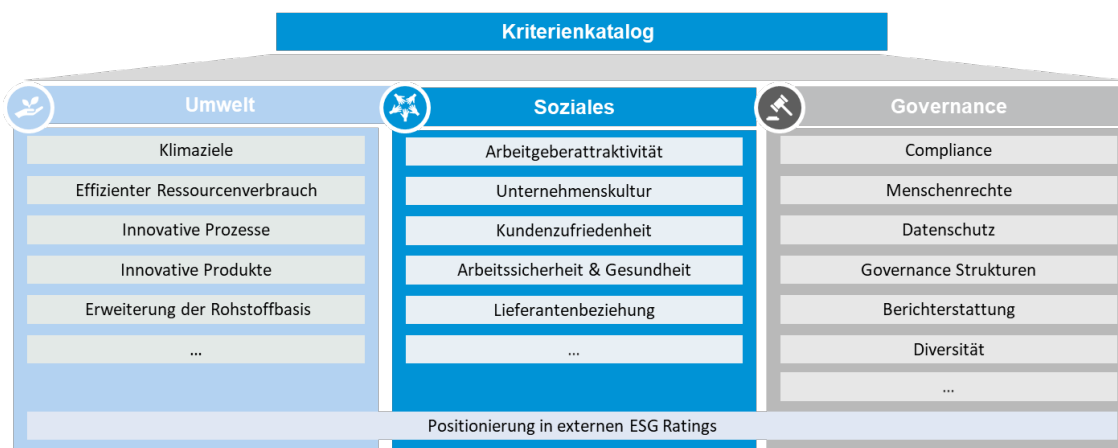 Kriterienkatalog
Umwelt
Klimaziele
Effizienter Ressourcenverbrauch
Innovative Prozesse
Innovative Produkte
Erweiterung der Rohstoffbasis
...
Soziales
Arbeitgeberattraktivität
Unternehmenskultur
Kundenzufriedenheit
Arbeitssicherheit & Gesundheit
Lieferantenbeziehung
...
Governance
Compliance
Menschenrechte
Datenschutz
Governance Strukturen
Berichterstattung
Diversität
...
Positionierung in externen ESG Ratings